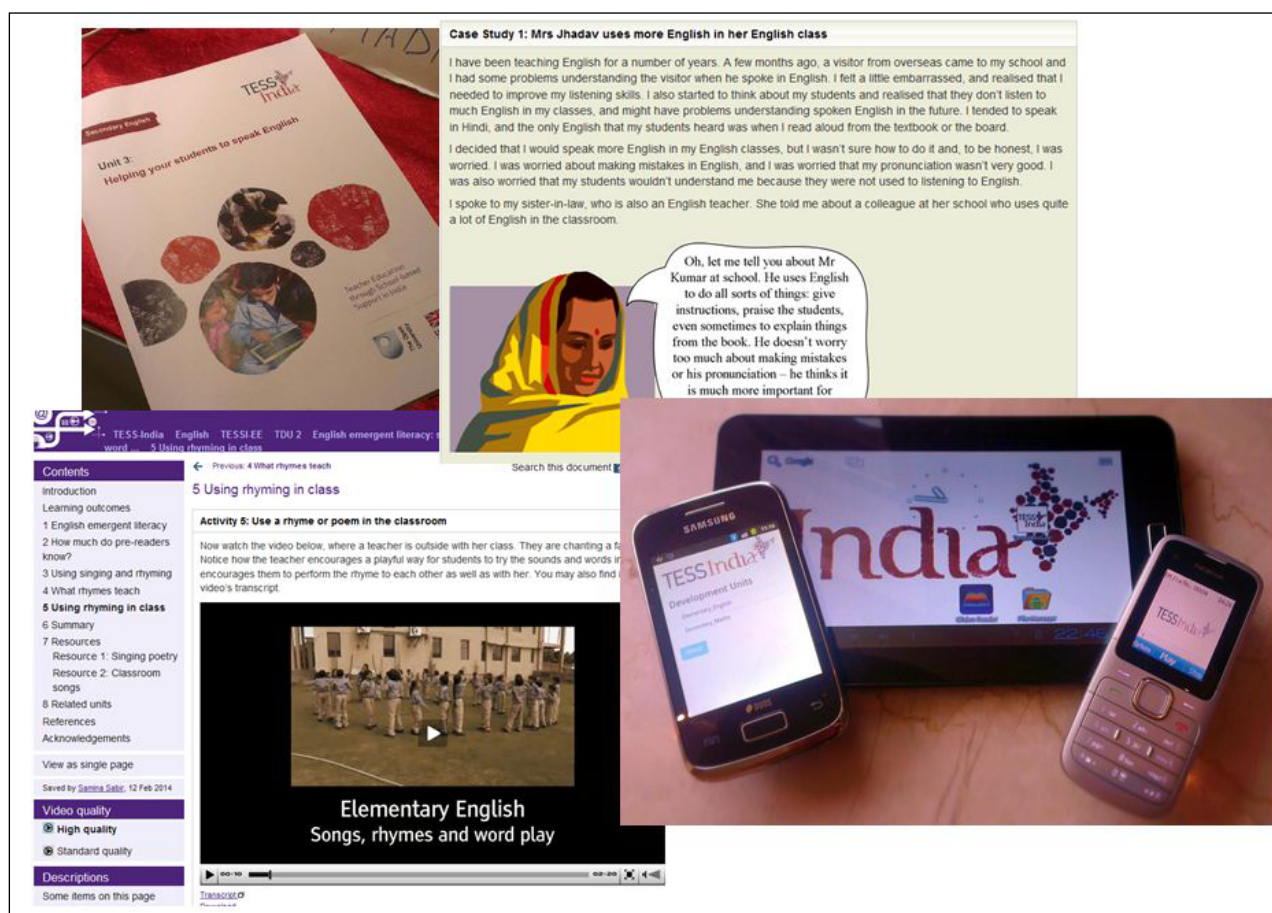 TESS
India
Secondary English
Unit 3:
Helping your students to speak English
Teacher Education
through School-based
Support in India
The Open
University
Case Study 1: Mrs Jhadav uses more English in her English class
I have been teaching English for a number of years. A few months ago, a visitor from overseas came to my school and
I had some problems understanding the visitor when he spoke in English. I felt a little embarrassed, and realised that I
needed to improve my listening skills. I also started to think about my students and realised that they don't listen to
much English in my classes, and might have problems understanding spoken English in the future. I tended to speak
in Hindi, and the only English that my students heard was when I read aloud from the textbook or the board.
I decided that I would speak more English in my English classes, but I wasn't sure how to do it and, to be honest, I was
worried. I was worried about making mistakes in English, and I was worried that my pronunciation wasn't very good. I
was also worried that my students wouldn't understand me because they were not used to listening to English.
I spoke to my sister-in-law, who is also an English teacher. She told me about a colleague at her school who uses quite
a lot of English in the classroom.
Oh, let me tell you about Mr
Kumar at school. He uses English
to do all sorts of things: give
instructions, praise the students,
even sometimes to explain things
from the book. He doesn't worry
too much about making mistakes
or his pronunciation – he thinks it
is much more important for
TESS-India English TESSI-EE TDU 2 English emergent literacy:
word ... 5 Using rhyming in class
Contents
Introduction
Learning outcomes
1 English emergent literacy
2 How much do pre-readers
know?
3 Using singing and rhyming
4 What rhymes teach
5 Using rhyming in class
6 Summary
7 Resources
Resource 1: Singing poetry
Resource 2: Classroom
songs
8 Related units
References
Acknowledgements
View as single page
Saved by Samina Sabir, 12 Feb 2014
Video quality
High quality
Standard quality
Descriptions
Some items on this page
Previous: 4 What rhymes teach
Search this document
5 Using rhyming in class
Activity 5: Use a rhyme or poem in the classroom
Now watch the video below, where a teacher is outside with her class. They are chanting a
Notice how the teacher encourages a playful way for students to try the sounds and words
encourages them to perform the rhyme to each other as well as with her. You may also find
video's transcript.
Elementary English
Songs, rhymes and word play
00:10
02:20
Transcript
Download
Google
India
TESS
India
22:46
SAMSUNG
TESS India
Development Units
Elementary_English
Secondary_Maths
DUOS
NOKIA
TESS India
Play